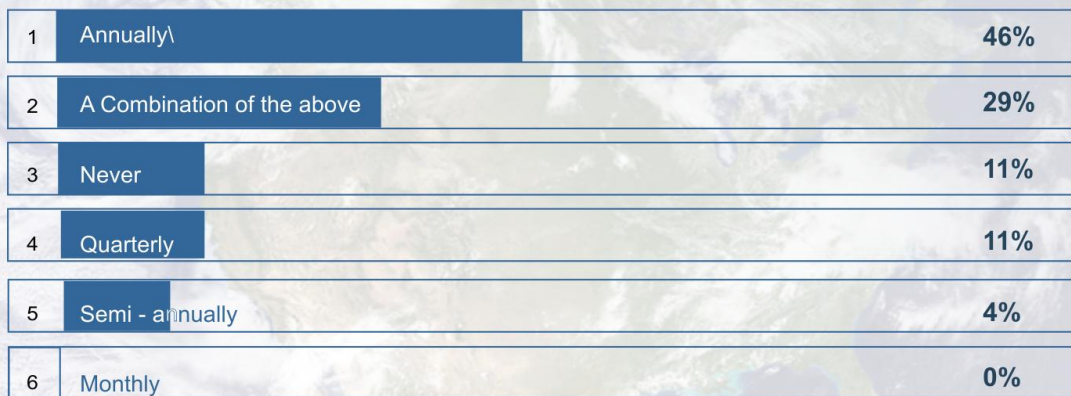 1 Annually\ 46%
2 A Combination of the above 29%
3 Never 11%
4 Quarterly 11%
5 Semi - annually 4%
6 Monthly 0%